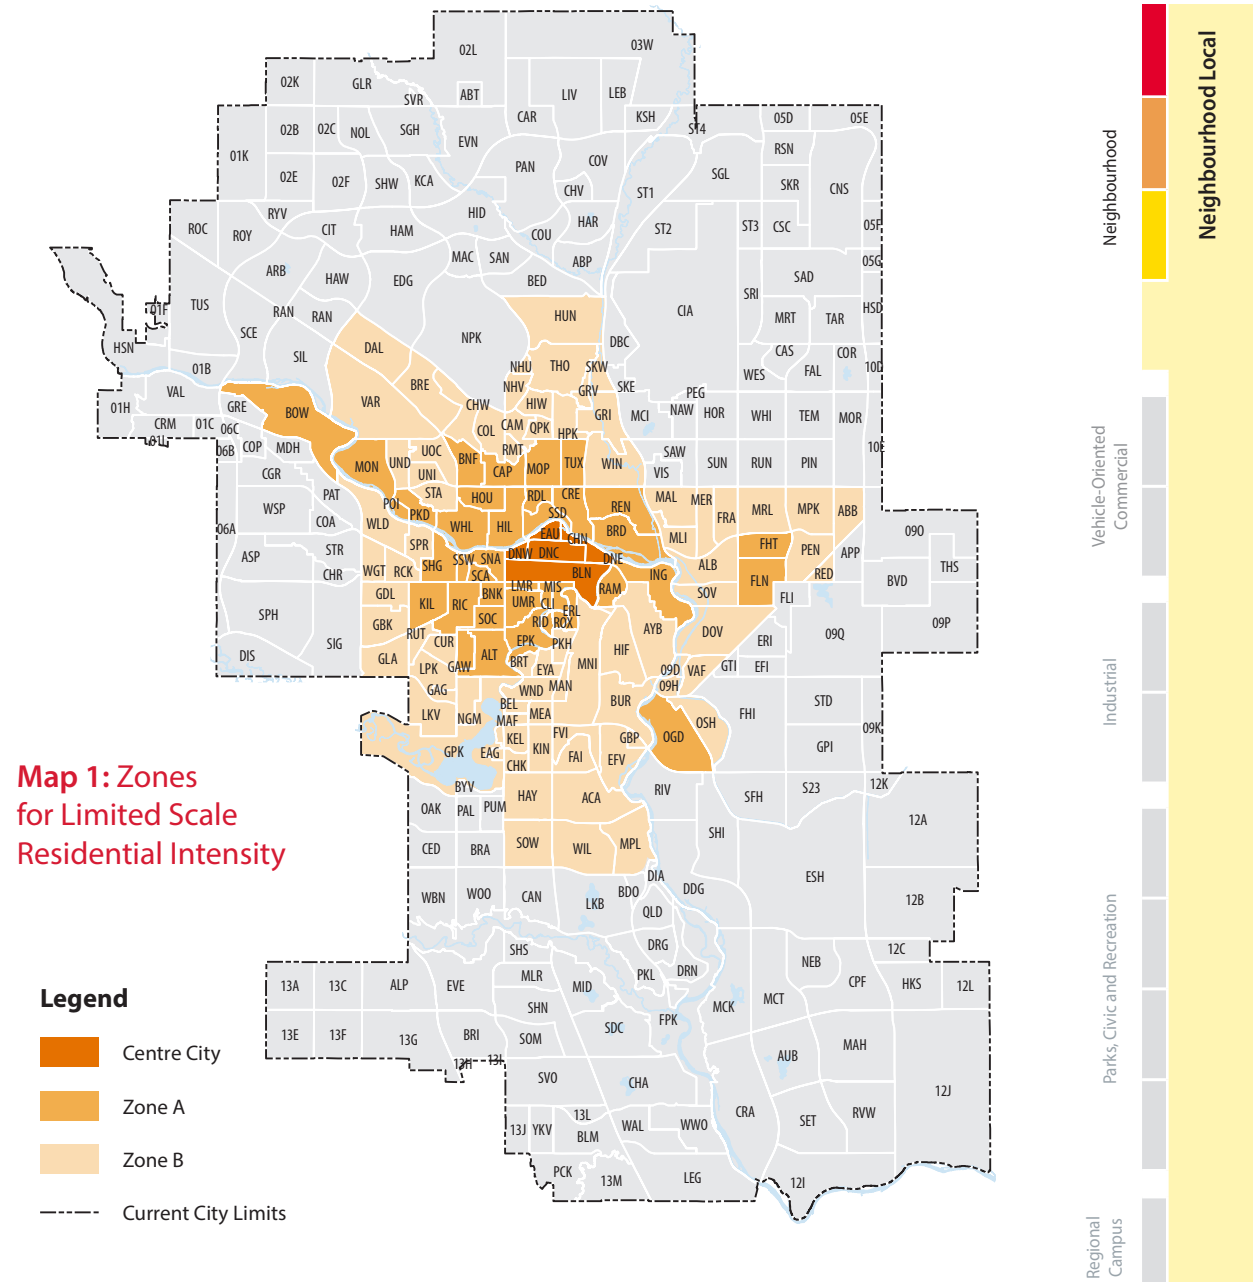 02L
03W
02K
GLR
SVR
ABT
LIV
LEB
CAR
KSH
ST4
05D
05E
02B
02C
NOL
SGH
EVN
01K
PAN
COV
RSN
02E
02F
SHW
KCA
CHV
ST1
SGL
SKR
CNS
ROC
ROY
RYV
CIT
HAM
HID
COU
HAR
ST2
ST3
CSC
05F
ARB
HAW
EDG
MAC
SAN
BED
ABP
SAD
05G
TUS
01F
RAN
RAN
SCE
SIL
NPK
HUN
CIA
SRI
MRT
TAR
HSD
HSN
01B
DAL
DBC
CAS
COR
FAL
10D
WES
VAL
BRE
VAR
NHU
THO
SKW
NHV
GRV
SKE
PEG
01H
GRE
BOW
CHW
HIW
GRI
MCI
NAW
HOR
WHI
TEM
MOR
CRM
01C
06C
01L
COL
CAM
QPK
HPK
06B
COP
MDH
CGR
MON
UND
UOC
UNI
BNF
CAP
RMT
MOP
TUX
WIN
VIS
SAW
SUN
RUN
PIN
10E
PAT
WSP
COA
06A
POI
STA
PKD
HOU
RDL
CRE
REN
MAL
MER
FRA
MRL
MPK
ABB
WLD
WHL
HIL
SSD
BRD
MLI
ASP
STR
CHR
SPR
EAU
CHN
FHT
PEN
APP
09O
WGT
RCK
SHG
SSW
SNA
SCA
DNW
DNC
DNE
BLN
ING
ALB
FLN
RED
THS
BVD
GDL
KIL
RIC
BNK
LMR
MIS
UMR
CLI
ERL
RAM
SOV
FLI
SPH
SIG
GBK
RUT
SOC
RID
ROX
AYB
DOV
ERI
09Q
09P
DIS
GLA
CUR
ALT
EPK
PKH
HIF
LPK
GAW
BRT
EYA
MNI
09D
VAF
GTI
EFI
GAG
WND
MAN
09H
LKV
NGM
BEL
MAF
MEA
BUR
OSH
FHI
STD
09K
GPK
EAG
KEL
KIN
FVI
FAI
GBP
EFV
OGD
GPI
CHK
BYV
Map 1: Zones
for Limited Scale
Residential Intensity
OAK
PAL
PUM
HAY
ACA
RIV
SFH
S23
12K
12A
CED
BRA
SOW
WIL
MPL
SHI
WBN
WOO
CAN
LKB
BDO
DIA
DDG
ESH
12B
QLD
SHS
DRG
NEB
12C
13A
13C
ALP
EVE
MLR
MID
PKL
DRN
MCT
CPF
HKS
12L
SHN
MCK
13E
13F
13G
BRI
SOM
SDC
FPK
MAH
13H
13I
AUB
SVO
CHA
12J
13J
YKV
13L
BLM
WAL
WWO
CRA
SET
RVW
PCK
13M
LEG
12I
Legend
Centre City
Zone A
Zone B
Current City Limits
Neighbourhood
Neighbourhood Local
Vehicle-Oriented
Commercial
Industrial
Parks, Civic and Recreation
Regional
Campus